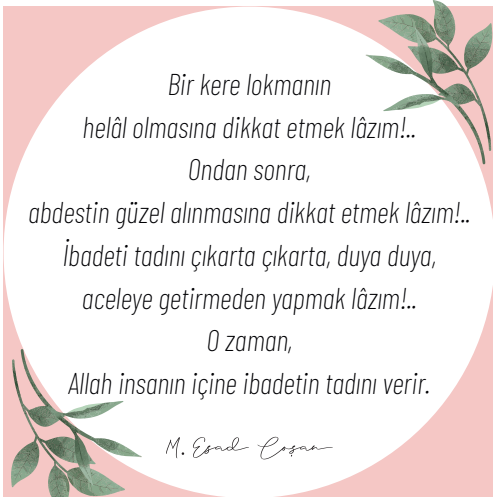 Bir kere lokmanın
helâl olmasına dikkat etmek lâzım!..
Ondan sonra,
abdestin güzel alınmasına dikkat etmek lâzım!..
İbadeti tadını çıkarta çıkarta, duya duya,
aceleye getirmeden yapmak lâzım!..
O zaman,
Allah insanın içine ibadetin tadını verir.
M. Esad Coşan